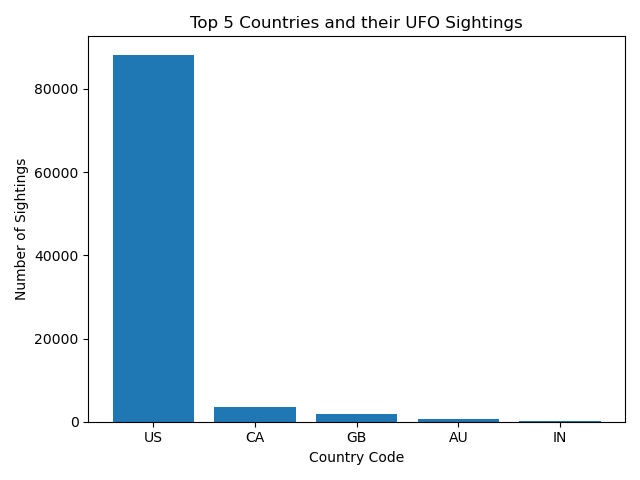 Top 5 Countries and their UFO Sightings
Number of Sightings
80000
60000
40000
20000
0
US CA GB AU IN
Country Code